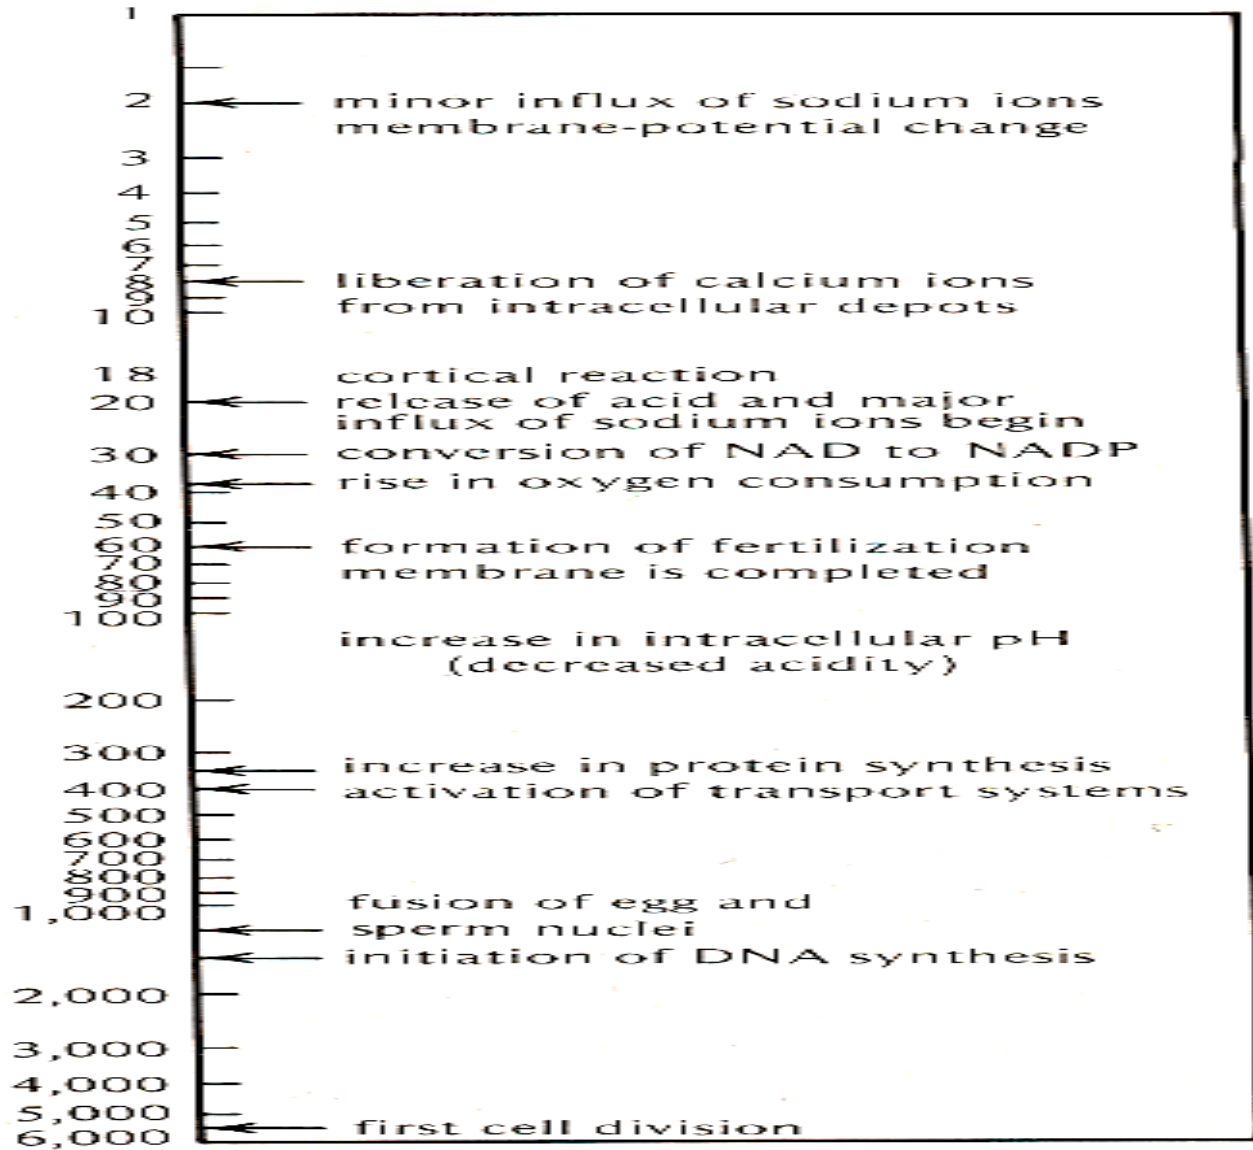 1
2 minor influx of sodium ions
membrane-potential change
3
4
5
6
7
8 liberation of calcium ions
9 from intracellular depots
10
18 cortical reaction
20 release of acid and major
influx of sodium ions begin
30 conversion of NAD to NADP
40 rise in oxygen consumption
50
60 formation of fertilization
70 membrane is completed
80
90
100
increase in intracellular pH
(decreased acidity)
200
300
increase in protein synthesis
400 activation of transport systems
500
600
700
800
900 fusion of egg and
1,000 sperm nuclei
initiation of DNA synthesis
2,000
3,000
4,000
5,000
first cell division
6,000